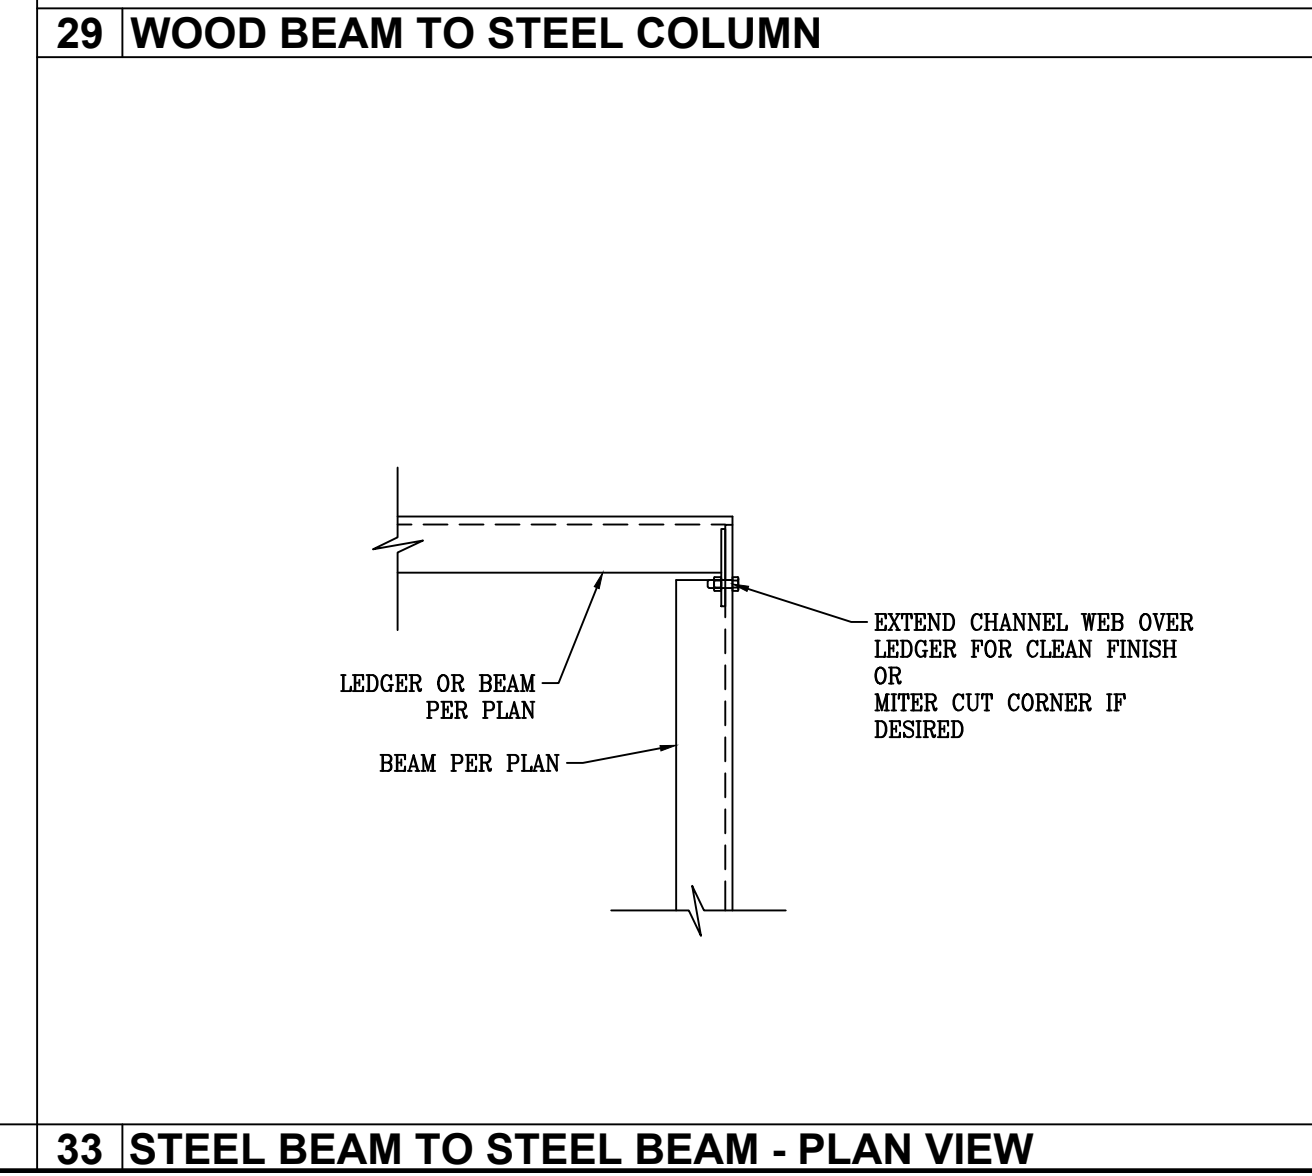 29 WOOD BEAM TO STEEL COLUMN
EXTEND CHANNEL WEB OVER
LEDGER FOR CLEAN FINISH
OR
MITER CUT CORNER IF
DESIRED
LEDGER OR BEAM
PER PLAN
BEAM PER PLAN
33 STEEL BEAM TO STEEL BEAM - PLAN VIEW